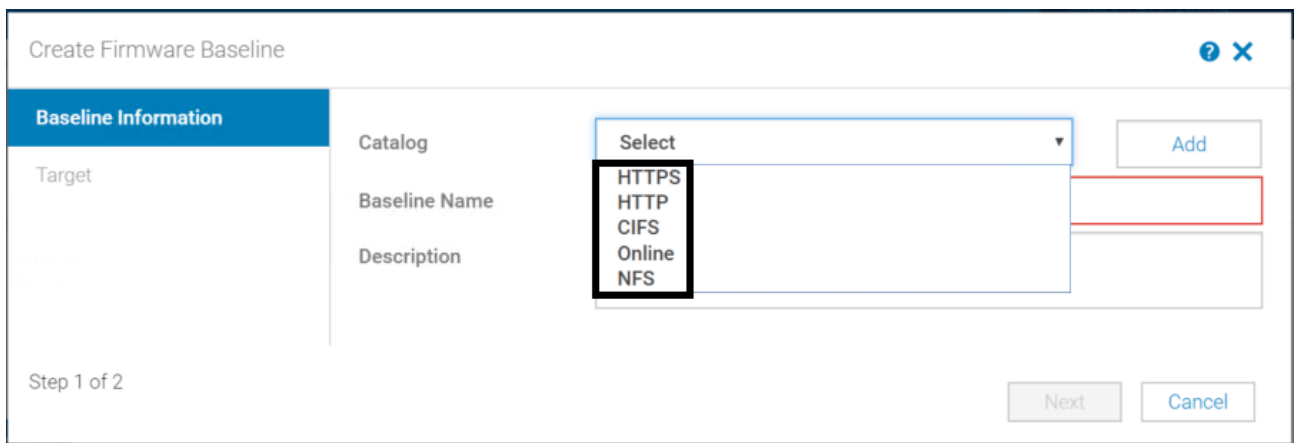 Create Firmware Baseline
Baseline Information
Target
Catalog
Select
Add
HTTPS
HTTP
CIFS
Online
NFS
Baseline Name
Description
Step 1 of 2
Next
Cancel